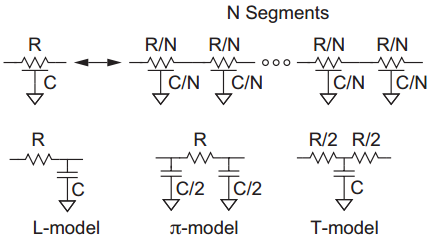 N Segments
R R/N R/N R/N R/N
C C/N C/N C/N C/N
R R R/2 R/2
C C/2 C/2 C
L-model π-model T-model